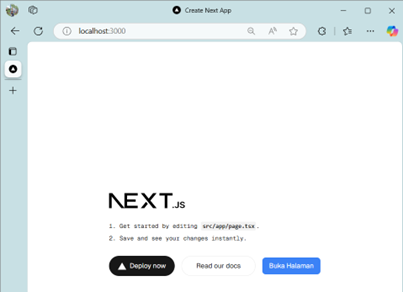 Create Next App
localhost:3000
NEXT.JS
1. Get started by editing src/app/page.tsx.
2. Save and see your changes instantly.
Deploy now
Read our docs
Buka Halaman